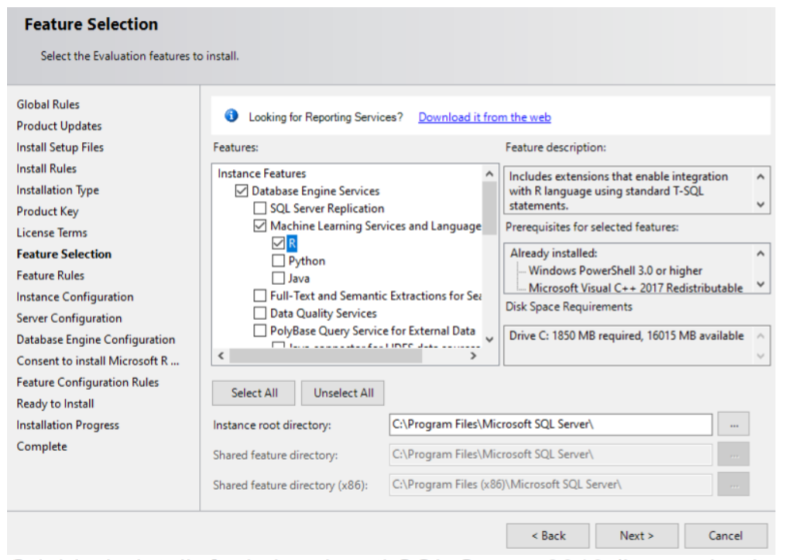 Feature Selection
Select the Evaluation features to install.
Global Rules
Product Updates
Install Setup Files
Install Rules
Installation Type
Product Key
License Terms
Feature Selection
Feature Rules
Instance Configuration
Server Configuration
Database Engine Configuration
Consent to install Microsoft R ...
Feature Configuration Rules
Ready to Install
Installation Progress
Complete
Looking for Reporting Services? Download it from the web
Features:
Instance Features
Database Engine Services
SQL Server Replication
Machine Learning Services and Language
R
Python
Java
Full-Text and Semantic Extractions for Sea
Data Quality Services
PolyBase Query Service for External Data
Feature description:
Includes extensions that enable integration
with R language using standard T-SQL
statements.
Prerequisites for selected features:
Already installed:
Windows PowerShell 3.0 or higher
Microsoft Visual C++ 2017 Redistributable
Disk Space Requirements
Drive C: 1850 MB required, 16015 MB available
Select All
Unselect All
Instance root directory: C:\Program Files\Microsoft SQL Server\ ...
Shared feature directory: C:\Program Files\Microsoft SQL Server\ ...
Shared feature directory (x86): C:\Program Files (x86)\Microsoft SQL Server\ ...
< Back
Next >
Cancel